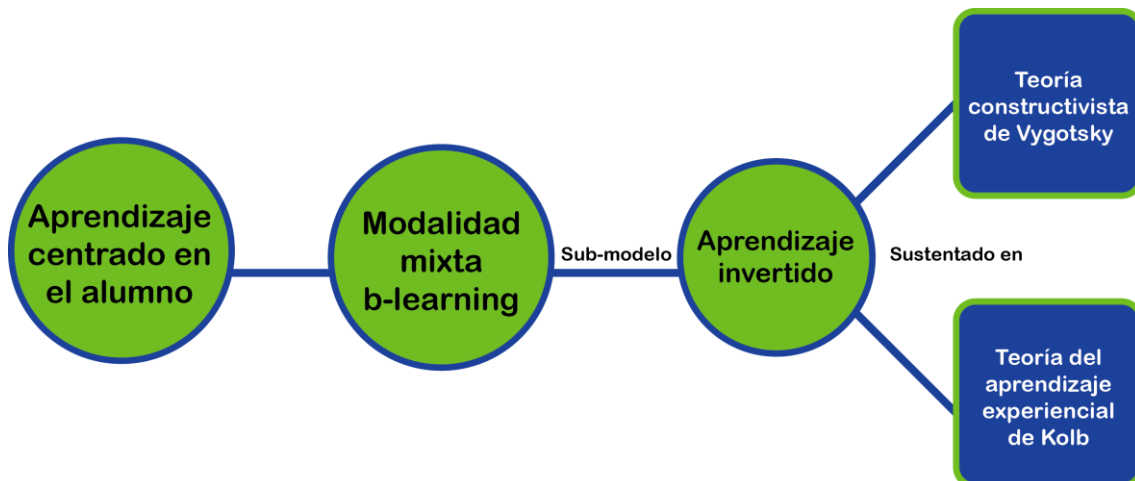 Aprendizaje
centrado en
el alumno
Modalidad
mixta
b-learning
Sub-modelo
Aprendizaje
invertido
Sustentado en
Teoría
constructivista
de Vygotsky
Teoría del
aprendizaje
experiencial
de Kolb